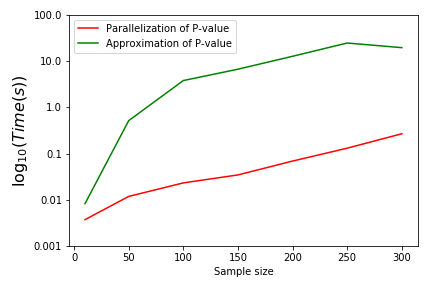 100.0
10.0
1.0
0.1
0.01
0.001
log₁₀(Time(s))
Parallelization of P-value
Approximation of P-value
0 50 100 150 200 250 300
Sample size